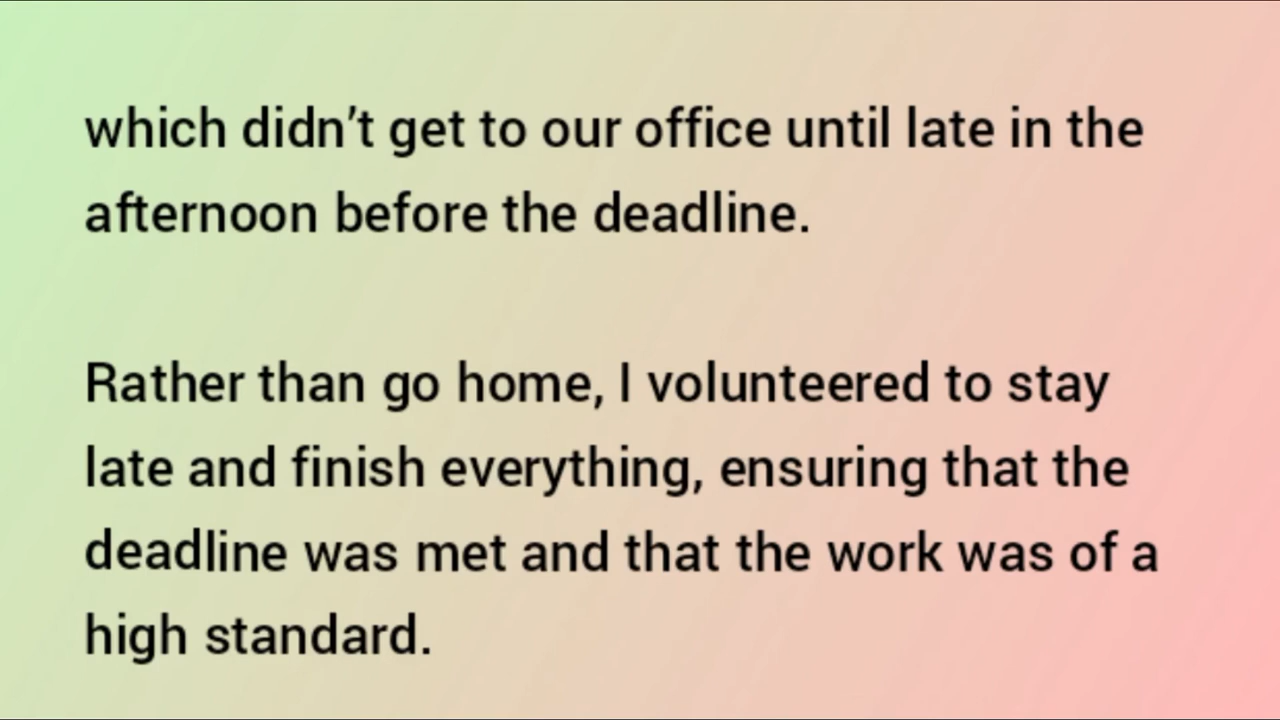 which didn’t get to our office until late in the
afternoon before the deadline.
Rather than go home, I volunteered to stay
late and finish everything, ensuring that the
deadline was met and that the work was of a
high standard.